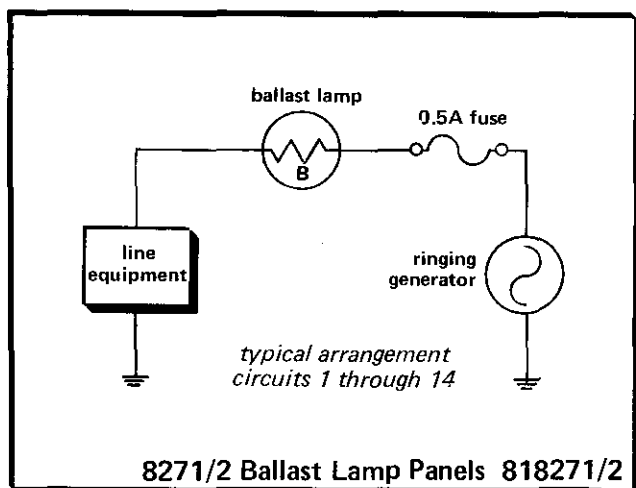 ballast lamp
0.5A fuse
B
line
equipment
ringing
generator
typical arrangement
circuits 1 through 14
8271/2 Ballast Lamp Panels 818271/2